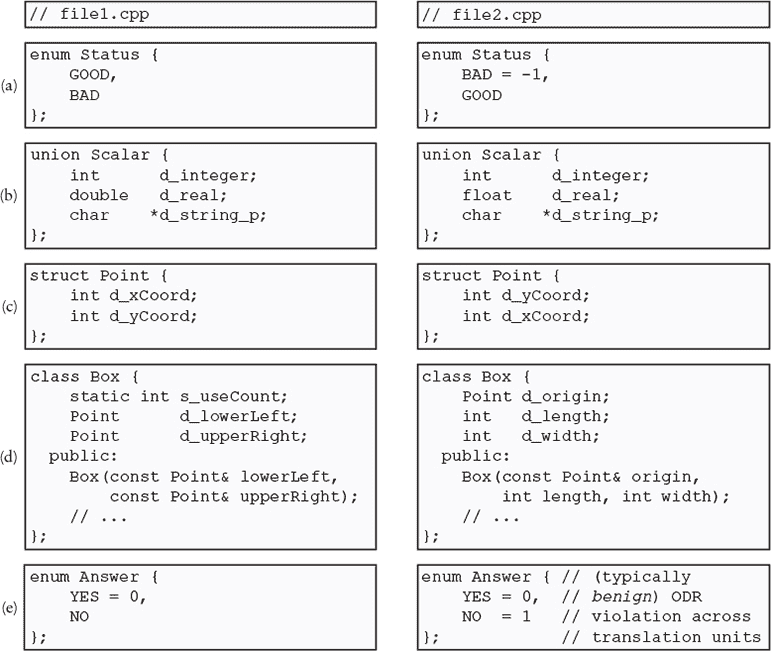 // file1.cpp
// file2.cpp
(a)
enum Status {
    GOOD,
    BAD
};
enum Status {
    BAD = -1,
    GOOD
};
(b)
union Scalar {
    int      d_integer;
    double   d_real;
    char    *d_string_p;
};
union Scalar {
    int      d_integer;
    float    d_real;
    char    *d_string_p;
};
(c)
struct Point {
    int d_xCoord;
    int d_yCoord;
};
struct Point {
    int d_yCoord;
    int d_xCoord;
};
(d)
class Box {
    static int s_useCount;
    Point      d_lowerLeft;
    Point      d_upperRight;
  public:
    Box(const Point& lowerLeft,
        const Point& upperRight);
    // ...
};
class Box {
    Point d_origin;
    int   d_length;
    int   d_width;
  public:
    Box(const Point& origin,
        int length, int width);
    // ...
};
(e)
enum Answer {
    YES = 0,
    NO
};
enum Answer { // (typically
    YES = 0,  // benign) ODR
    NO  = 1   // violation across
};            // translation units